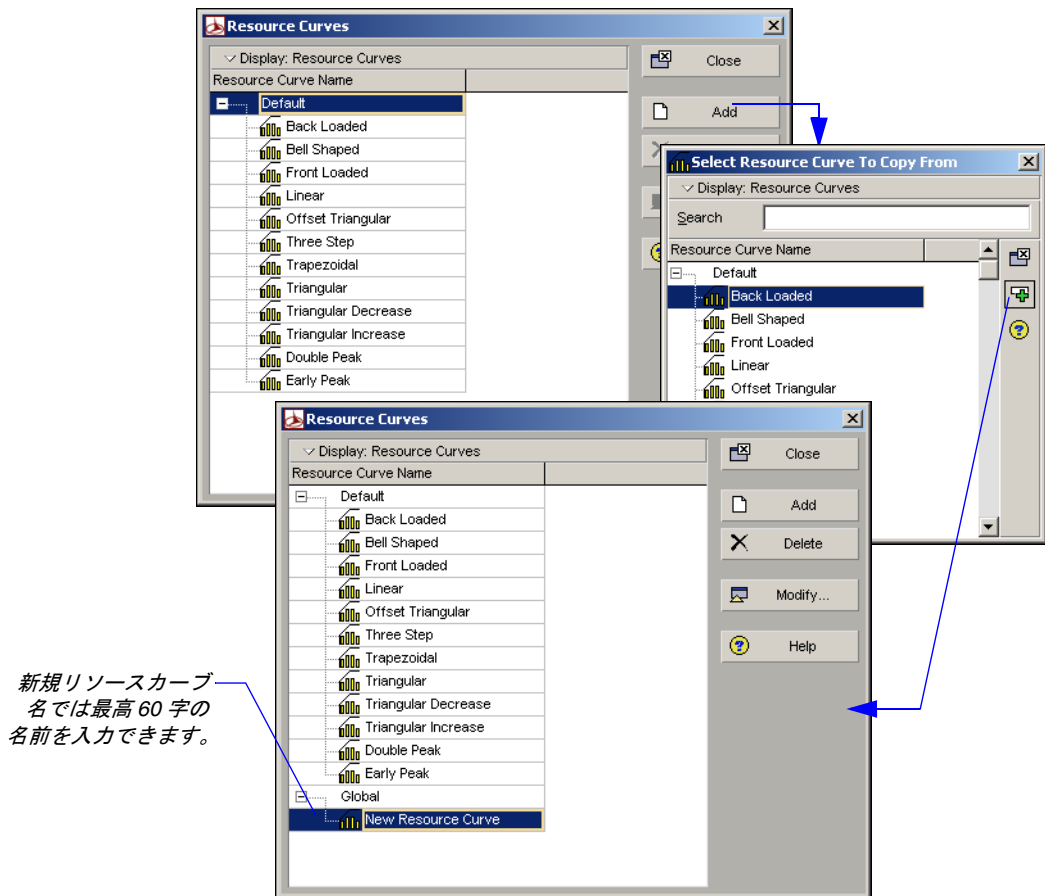 Resource Curves
Display: Resource Curves
Resource Curve Name
Default
Back Loaded
Bell Shaped
Front Loaded
Linear
Offset Triangular
Three Step
Trapezoidal
Triangular
Triangular Decrease
Triangular Increase
Double Peak
Early Peak
Close
Add
Select Resource Curve To Copy From
Display: Resource Curves
Search
Resource Curve Name
Default
Back Loaded
Bell Shaped
Front Loaded
Linear
Offset Triangular
Resource Curves
Display: Resource Curves
Resource Curve Name
Default
Back Loaded
Bell Shaped
Front Loaded
Linear
Offset Triangular
Three Step
Trapezoidal
Triangular
Triangular Decrease
Triangular Increase
Double Peak
Early Peak
Global
New Resource Curve
Close
Add
Delete
Modify...
Help
新規リソースカーブ
名では最高 60 字の
名前を入力できます。